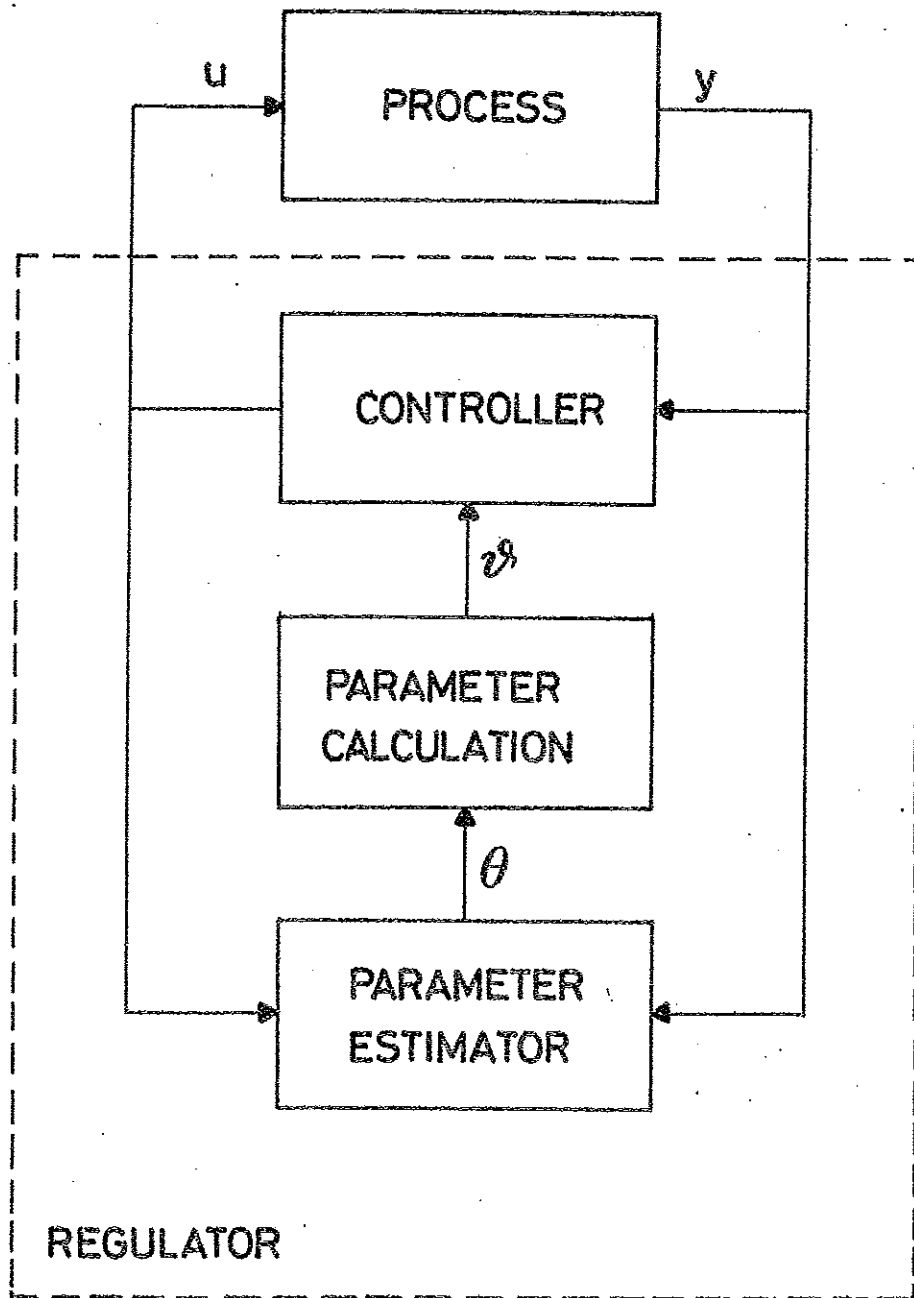 u
y
PROCESS
CONTROLLER
ϑ
PARAMETER
CALCULATION
θ
PARAMETER
ESTIMATOR
REGULATOR